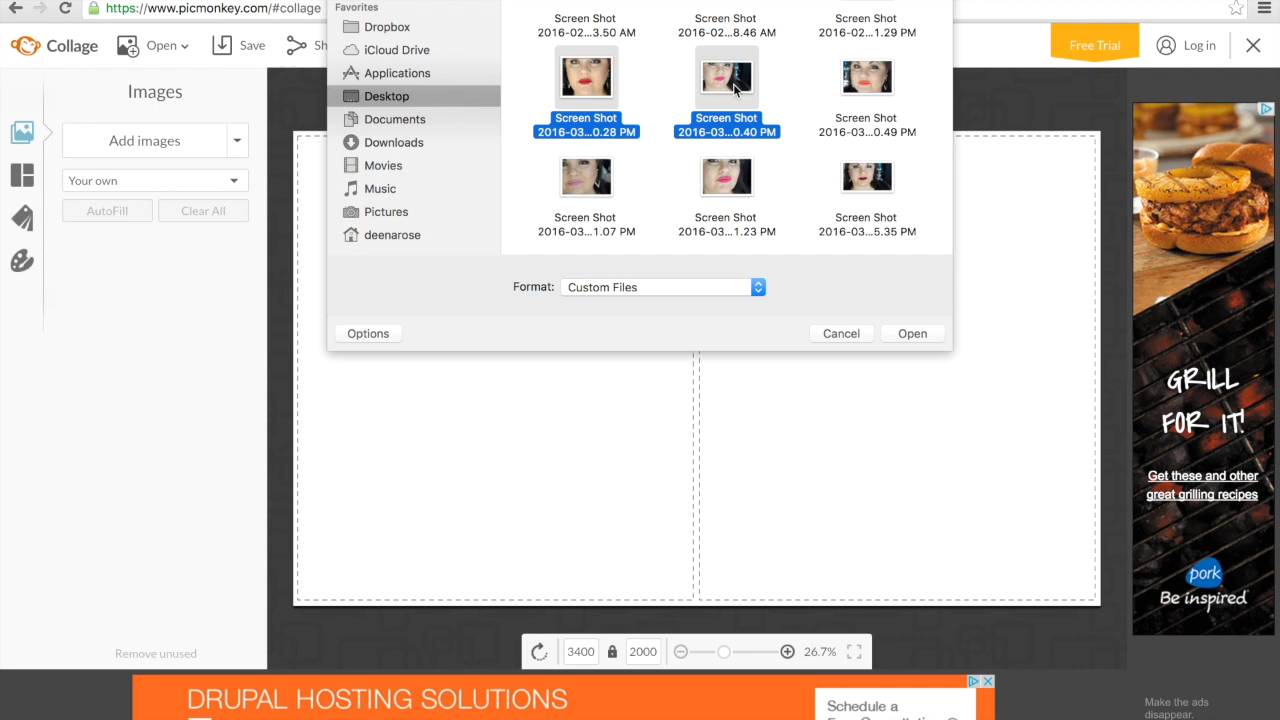 https://www.picmonkey.com/#collage
Collage
Open
Save
Sh
Free Trial
Log in
Images
Add images
Your own
AutoFill
Clear All
Remove unused
Favorites
Dropbox
iCloud Drive
Applications
Desktop
Documents
Downloads
Movies
Music
Pictures
deenarose
Screen Shot
2016-02...3.50 AM
Screen Shot
2016-02...8.46 AM
Screen Shot
2016-02...1.29 PM
Screen Shot
2016-03...0.28 PM
Screen Shot
2016-03...0.40 PM
Screen Shot
2016-03...0.49 PM
Screen Shot
2016-03...1.07 PM
Screen Shot
2016-03...1.23 PM
Screen Shot
2016-03...5.35 PM
Format: Custom Files
Options
Cancel
Open
3400
2000
26.7%
GRILL
FOR IT!
Get these and other
great grilling recipes
pork
Be inspired
DRUPAL HOSTING SOLUTIONS
Schedule a
Make the ads
disappear.